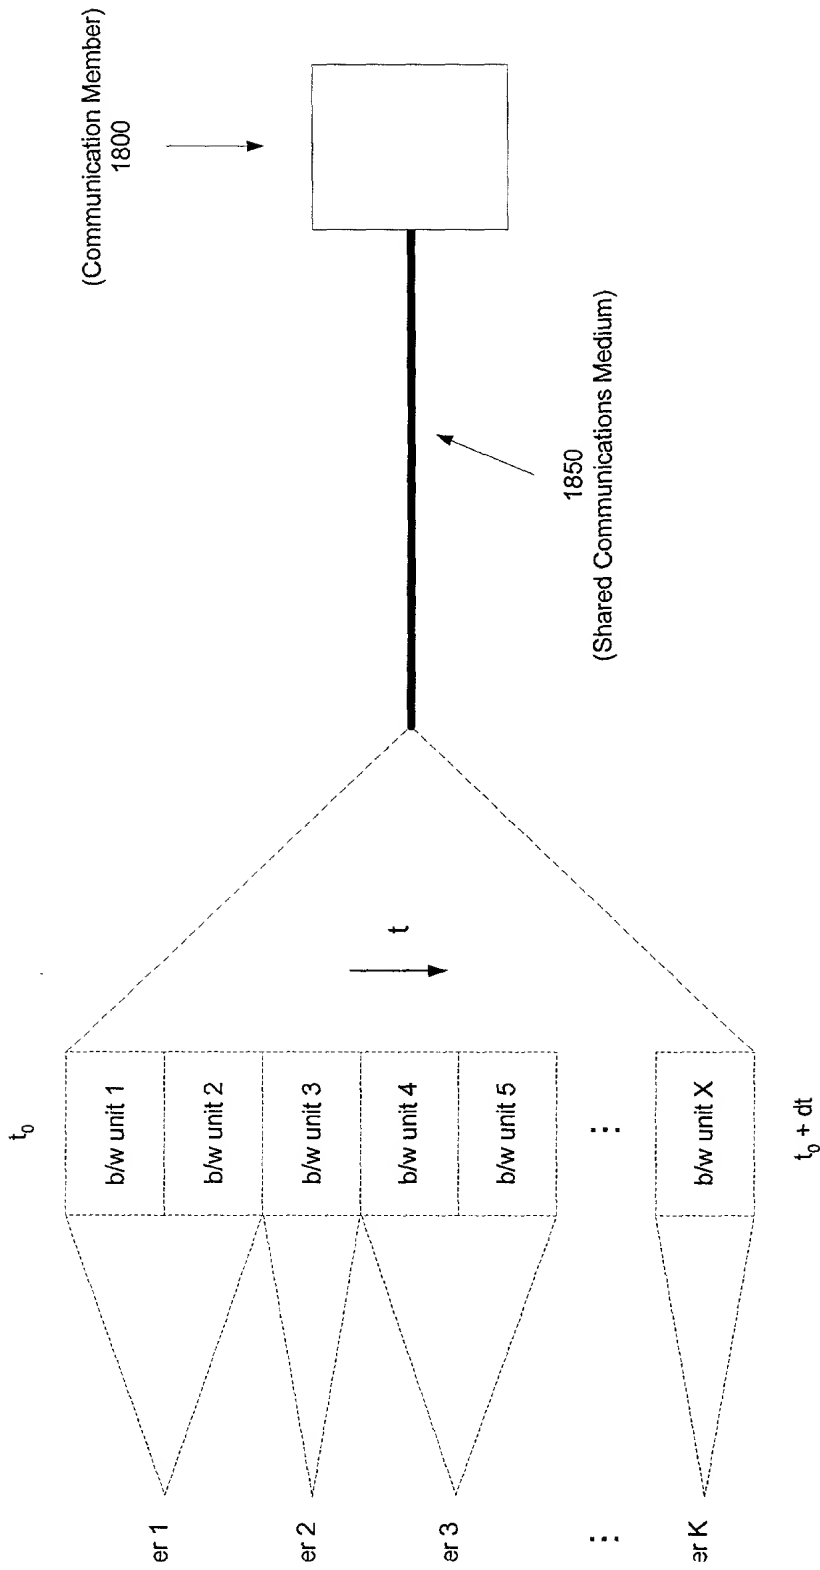 t₀
(Communication Member)
1800
er 1
er 2
er 3
⋮
er K
b/w unit 1
b/w unit 2
b/w unit 3
b/w unit 4
b/w unit 5
⋮
b/w unit X
t
1850
(Shared Communications Medium)
t₀ + dt